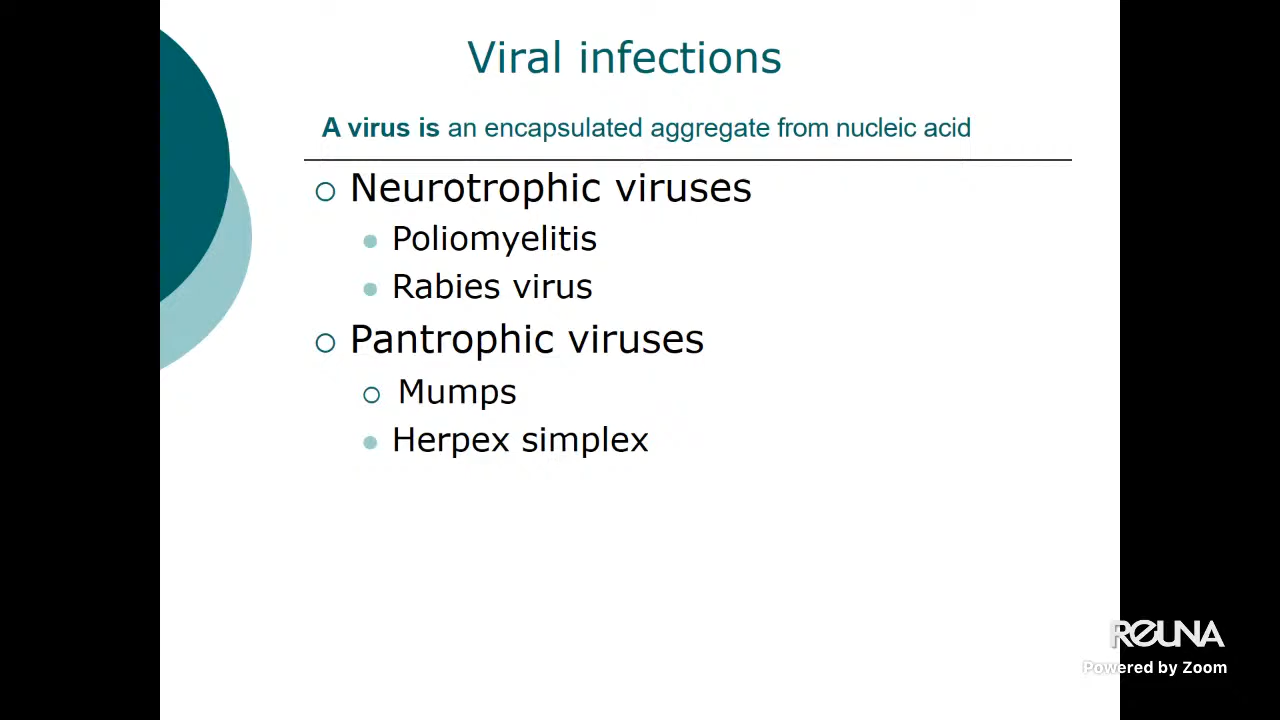 Viral infections
A virus is an encapsulated aggregate from nucleic acid
Neurotrophic viruses
Poliomyelitis
Rabies virus
Pantrophic viruses
Mumps
Herpex simplex
REUNA
Powered by Zoom